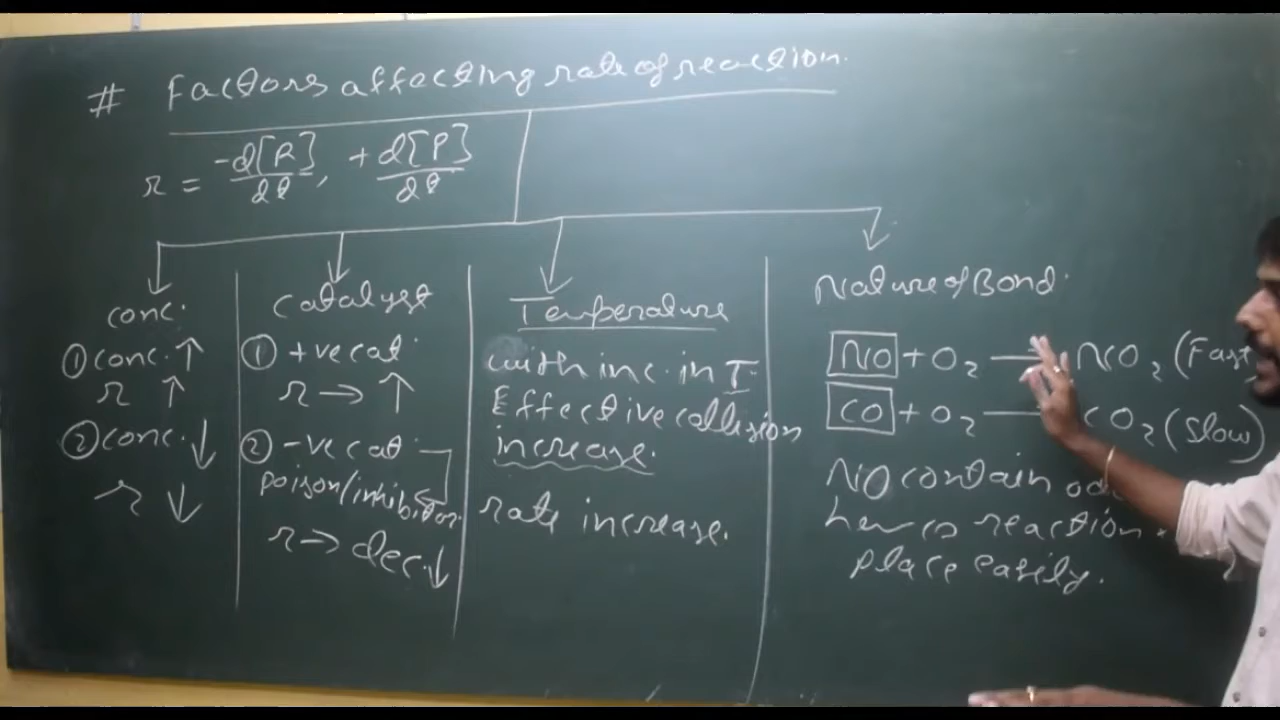 # Factors affecting rate of reaction.
r = -d[R]/dt, + d[P]/dt
conc.
① conc. ↑
r ↑
② conc. ↓
r ↓
Catalyst
① +ve cat.
r → ↑
② -ve cat
poison/inhibitor.
r → dec. ↓
Temperature
with inc. in T
Effective collision
increase.
rate increase.
Nature of Bond.
NO + O₂ → NO₂ (Fast
CO + O₂ → CO₂ (Slow)
NO contain
reaction
place easily.